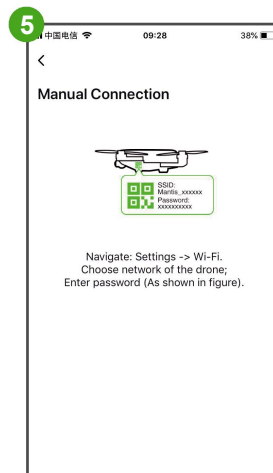 5
中国电信 09:28 38%
Manual Connection
SSID:
Mantis_xxxxxx
Password:
xxxxxxxxxx
Navigate: Settings -> Wi-Fi.
Choose network of the drone;
Enter password (As shown in figure).